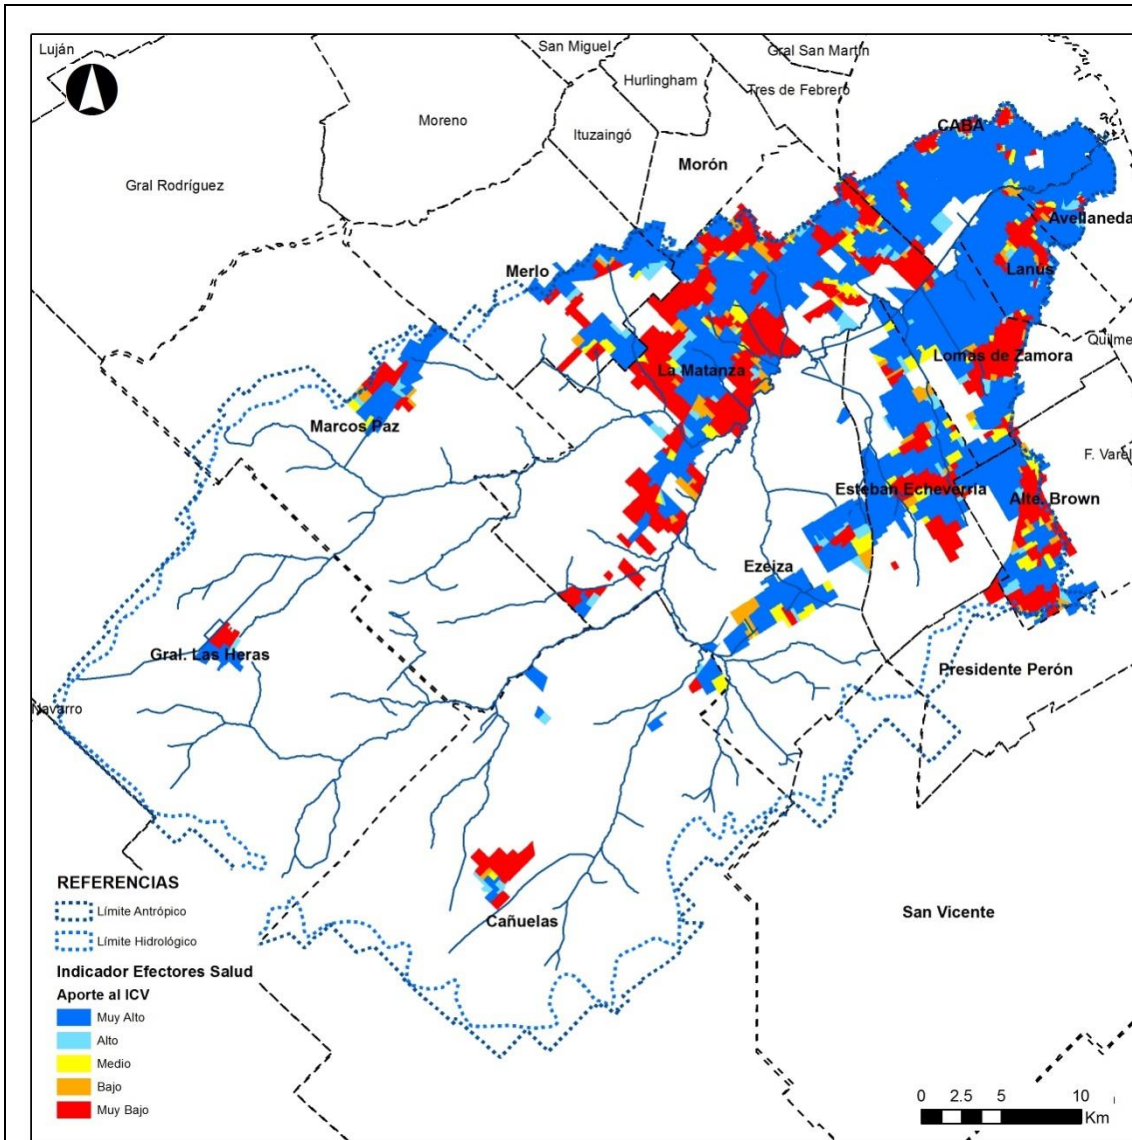 Luján
San Miguel
Gral San Martín
Hurlingham
Tres de Febrero
Moreno
CABA
Ituzaingó
Morón
Gral Rodríguez
Avellaneda
Merlo
Lanús
Quilme
Lomas de Zamora
La Matanza
Marcos Paz
F. Varel
Esteban Echeverría
Alte. Brown
Ezeiza
Gral. Las Heras
Presidente Perón
Navarro
San Vicente
Cañuelas
REFERENCIAS
Límite Antrópico
Límite Hidrológico
Indicador Efectores Salud
Aporte al ICV
Muy Alto
Alto
Medio
Bajo
Muy Bajo
0 2.5 5 10
Km